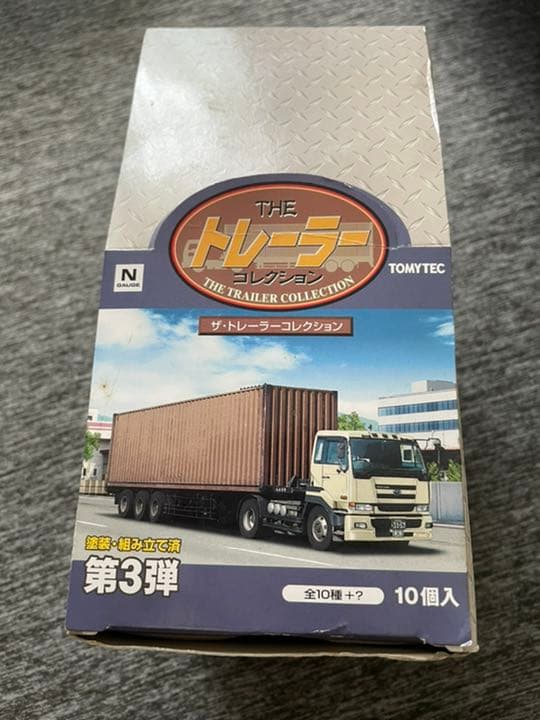 THE
トレーラー
コレクション
THE TRAILER COLLECTION
N
GAUGE
TOMYTEC
ザ・トレーラーコレクション
塗装・組み立て済
第3弾
全10種＋?
10個入